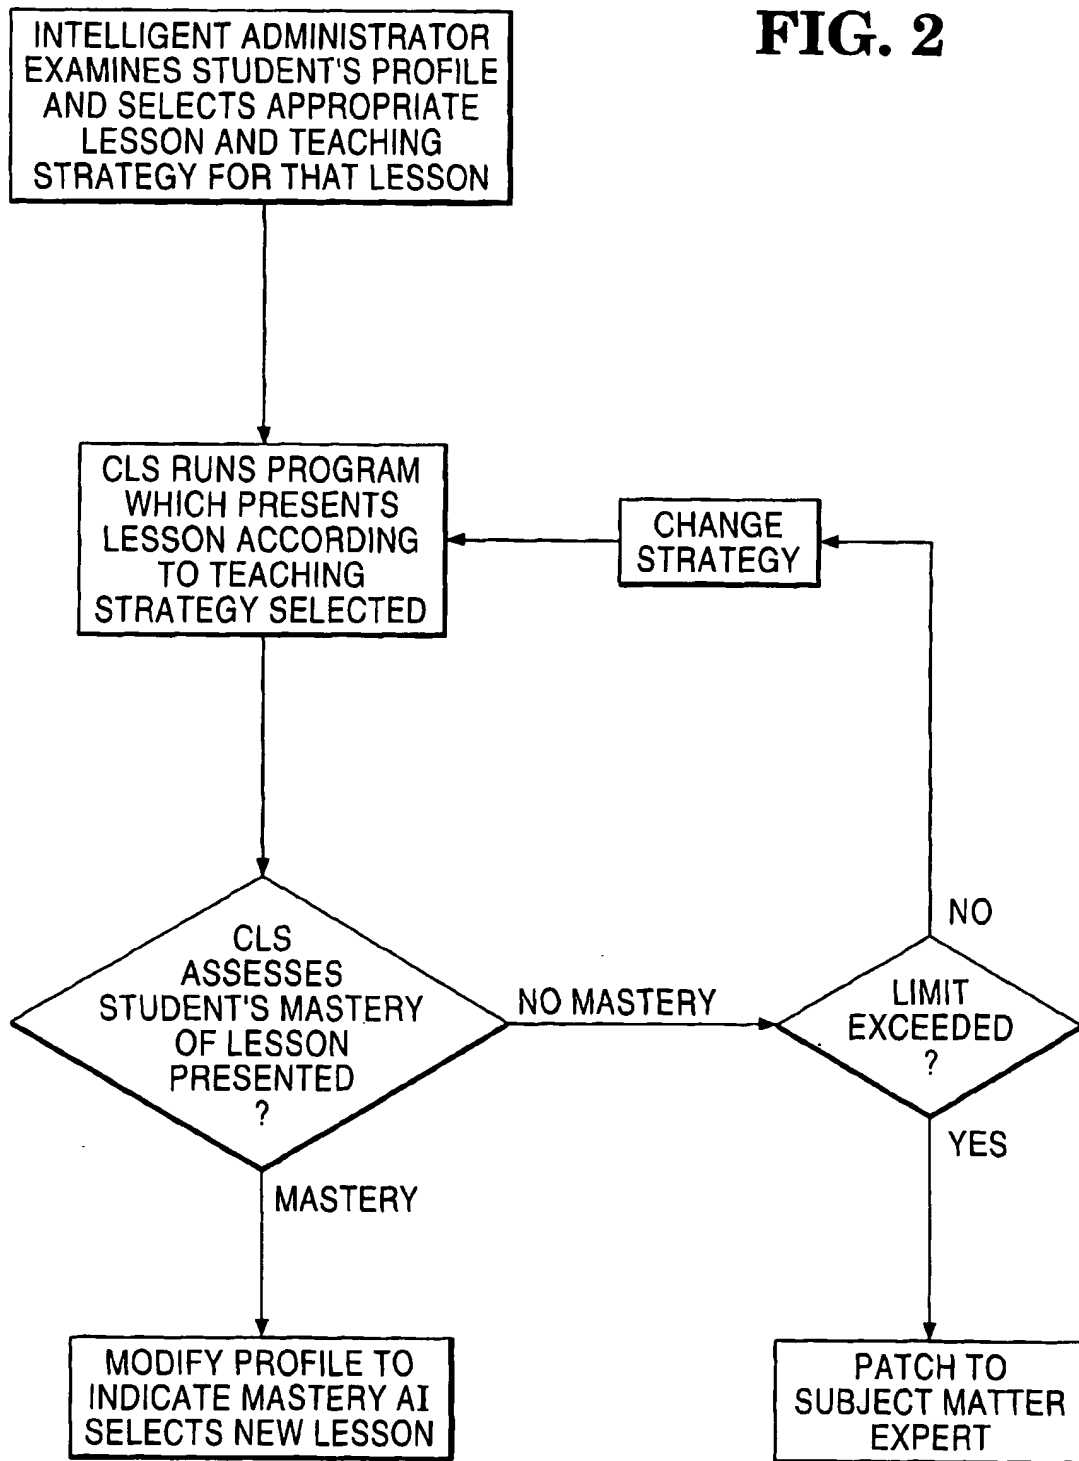 FIG. 2
INTELLIGENT ADMINISTRATOR
EXAMINES STUDENT'S PROFILE
AND SELECTS APPROPRIATE
LESSON AND TEACHING
STRATEGY FOR THAT LESSON
CLS RUNS PROGRAM
WHICH PRESENTS
LESSON ACCORDING
TO TEACHING
STRATEGY SELECTED
CHANGE
STRATEGY
CLS
ASSESSES
STUDENT'S MASTERY
OF LESSON
PRESENTED
?
NO MASTERY
LIMIT
EXCEEDED
?
NO
YES
MASTERY
MODIFY PROFILE TO
INDICATE MASTERY AI
SELECTS NEW LESSON
PATCH TO
SUBJECT MATTER
EXPERT